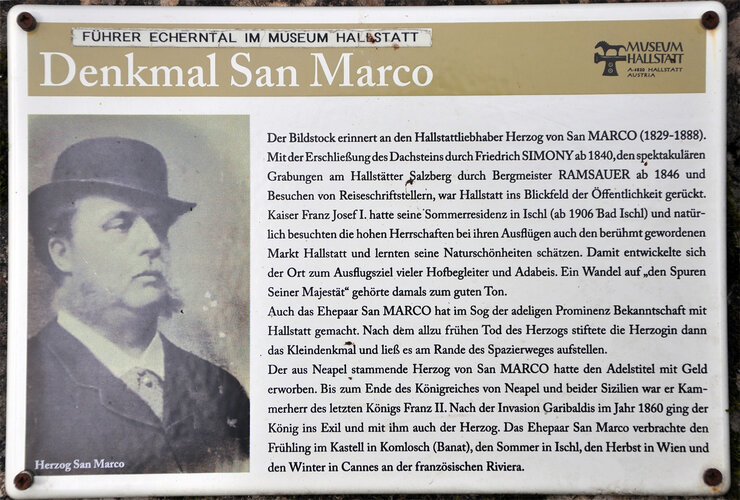 FÜHRER ECHERNTAL IM MUSEUM HALLSTATT
Denkmal San Marco
MUSEUM
HALLSTATT
A-4830 HALLSTATT
AUSTRIA
Der Bildstock erinnert an den Hallstattliebhaber Herzog von San MARCO (1829-1888).
Mit der Erschließung des Dachsteins durch Friedrich SIMONY ab 1840, den spektakulären
Grabungen am Hallstätter Salzberg durch Bergmeister RAMSAUER ab 1846 und
Besuchen von Reiseschriftstellern, war Hallstatt ins Blickfeld der Öffentlichkeit gerückt.
Kaiser Franz Josef I. hatte seine Sommerresidenz in Ischl (ab 1906 Bad Ischl) und natür-
lich besuchten die hohen Herrschaften bei ihren Ausflügen auch den berühmt gewordenen
Markt Hallstatt und lernten seine Naturschönheiten schätzen. Damit entwickelte sich
der Ort zum Ausflugsziel vieler Hofbegleiter und Adabeis. Ein Wandel auf „den Spuren
Seiner Majestät“ gehörte damals zum guten Ton.
Auch das Ehepaar San MARCO hat im Sog der adeligen Prominenz Bekanntschaft mit
Hallstatt gemacht. Nach dem allzu frühen Tod des Herzogs stiftete die Herzogin dann
das Kleindenkmal und ließ es am Rande des Spazierweges aufstellen.
Der aus Neapel stammende Herzog von San MARCO hatte den Adelstitel mit Geld
erworben. Bis zum Ende des Königreiches von Neapel und beider Sizilien war er Kam-
merherr des letzten Königs Franz II. Nach der Invasion Garibaldis im Jahr 1860 ging der
König ins Exil und mit ihm auch der Herzog. Das Ehepaar San Marco verbrachte den
Frühling im Kastell in Komlosch (Banat), den Sommer in Ischl, den Herbst in Wien und
den Winter in Cannes an der französischen Riviera.
Herzog San Marco